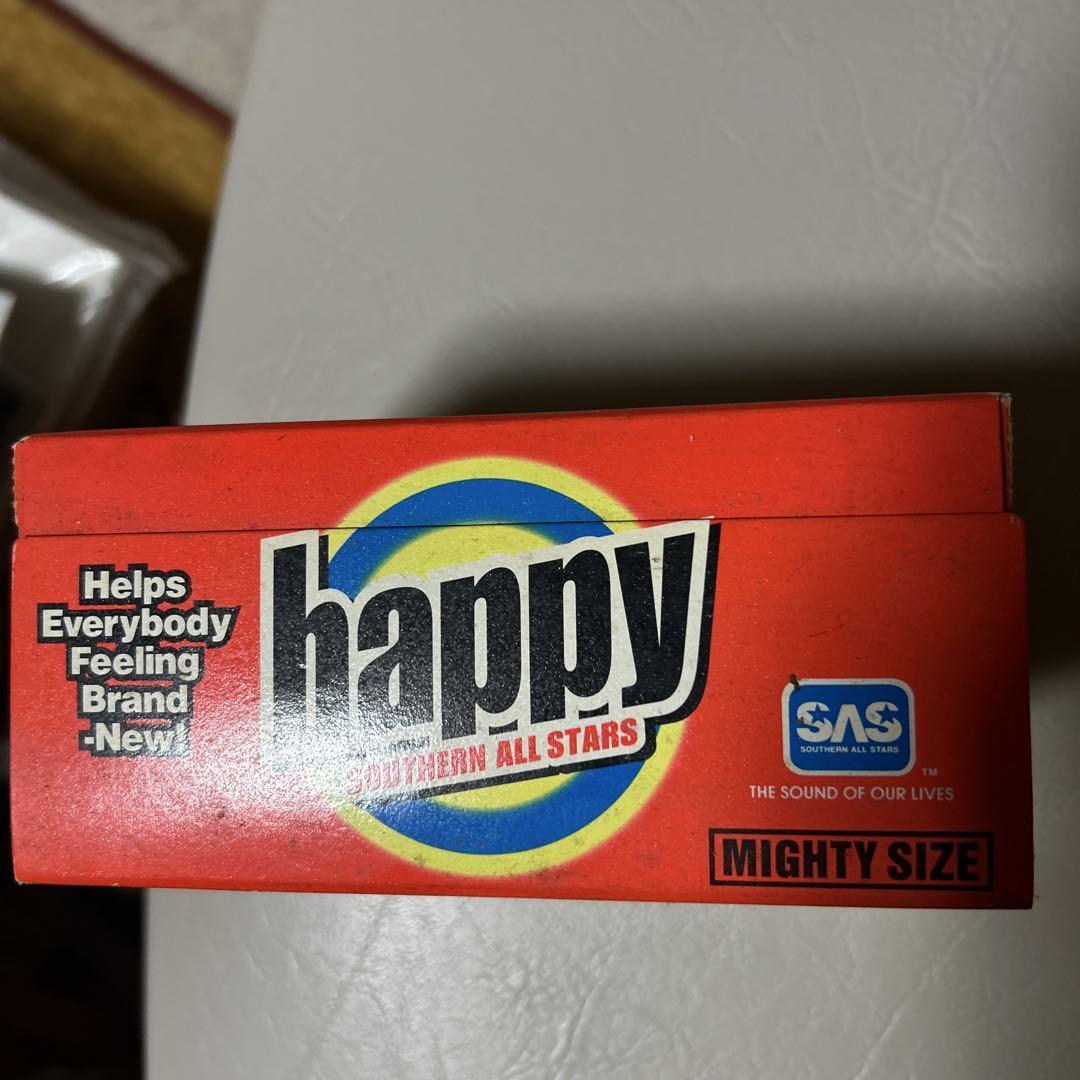 Helps
Everybody
Feeling
Brand
-New!
happy
SOUTHERN ALL STARS
SAS
SOUTHERN ALL STARS
TM
THE SOUND OF OUR LIVES
MIGHTY SIZE